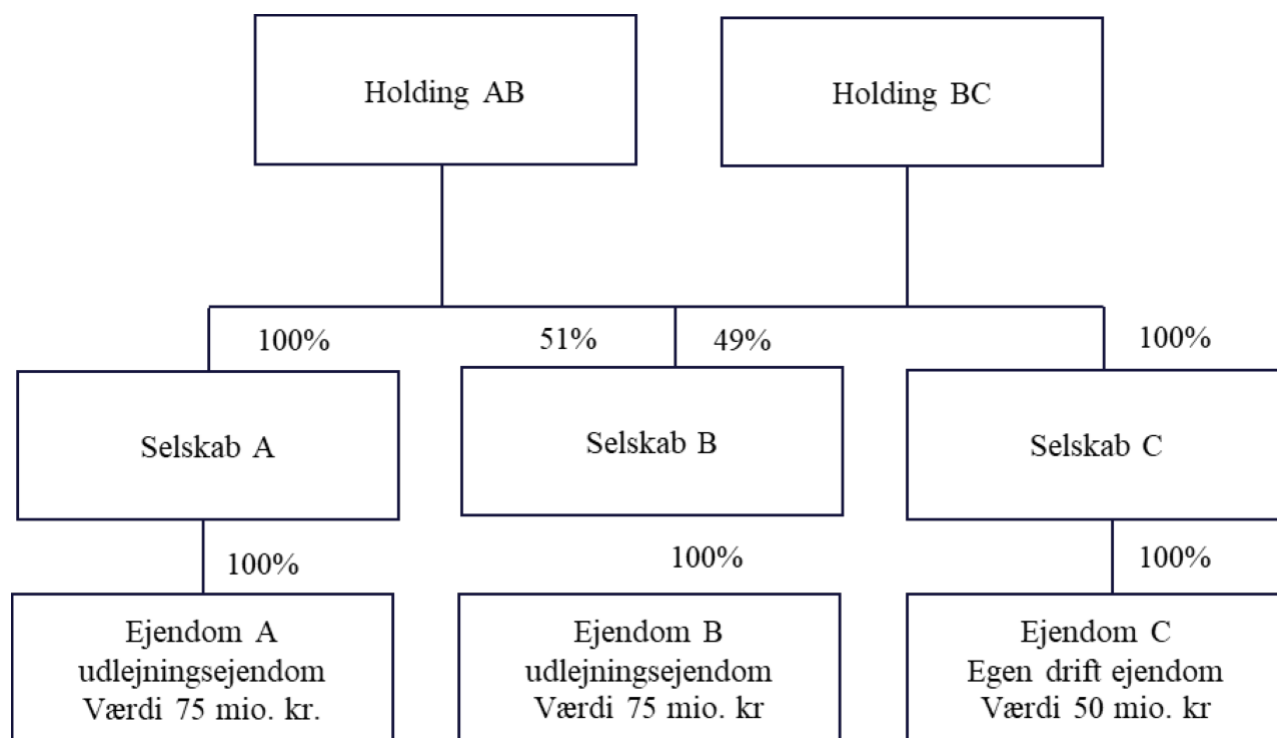 Holding AB
Holding BC
100%
51%
49%
100%
Selskab A
Selskab B
Selskab C
100%
100%
100%
Ejendom A
udlejningsejendom
Værdi 75 mio. kr.
Ejendom B
udlejningsejendom
Værdi 75 mio. kr
Ejendom C
Egen drift ejendom
Værdi 50 mio. kr